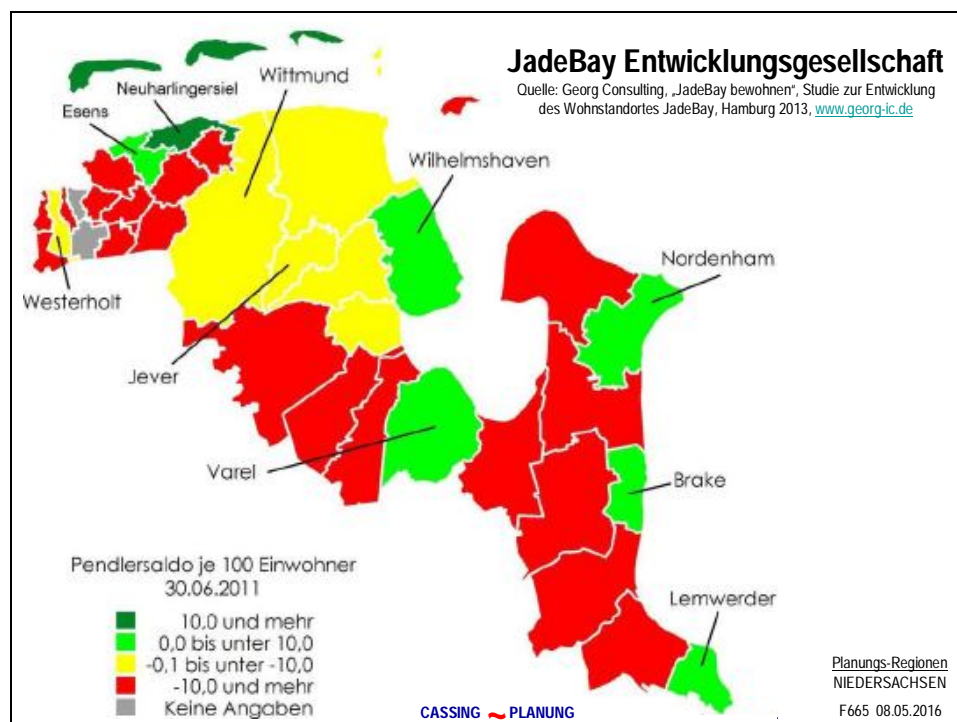 JadeBay Entwicklungsgesellschaft
Quelle: Georg Consulting, „JadeBay bewohnen“, Studie zur Entwicklung
des Wohnstandortes JadeBay, Hamburg 2013, www.georg-ic.de
Wittmund
Neuharlingersiel
Esens
Wilhelmshaven
Nordenham
Westerholt
Jever
Varel
Brake
Lemwerder
Pendlersaldo je 100 Einwohner
30.06.2011
10,0 und mehr
0,0 bis unter 10,0
-0,1 bis unter -10,0
-10,0 und mehr
Keine Angaben
Planungs-Regionen
NIEDERSACHSEN
F665 08.05.2016
CASSING ~ PLANUNG